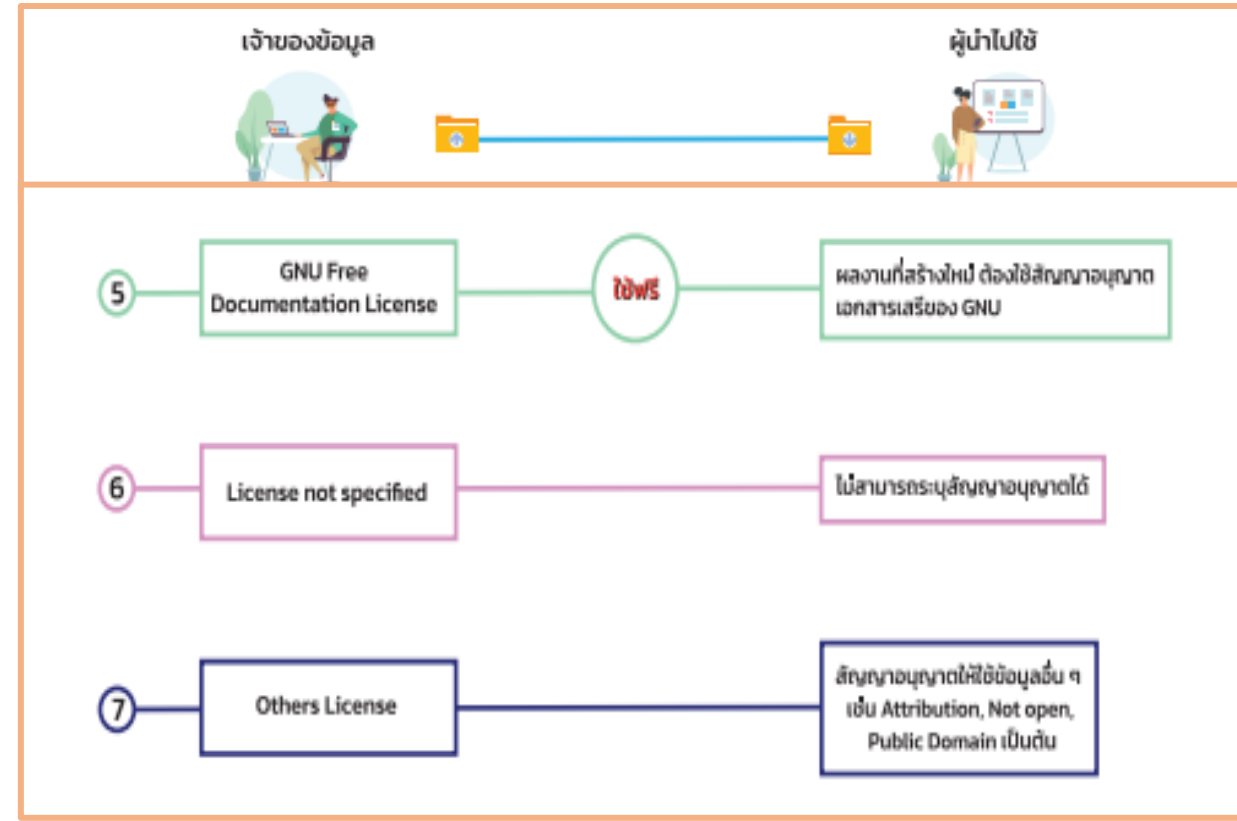 เจ้าของข้อมูล
ผู้นำไปใช้
5
GNU Free
Documentation License
ใช้ฟรี
ผลงานที่สร้างใหม่ ต้องใช้สัญญาอนุญาต
เอกสารเสรีของ GNU
6
License not specified
ไม่สามารถระบุสัญญาอนุญาตได้
7
Others License
สัญญาอนุญาตให้ใช้ข้อมูลอื่น ๆ
เช่น Attribution, Not open,
Public Domain เป็นต้น